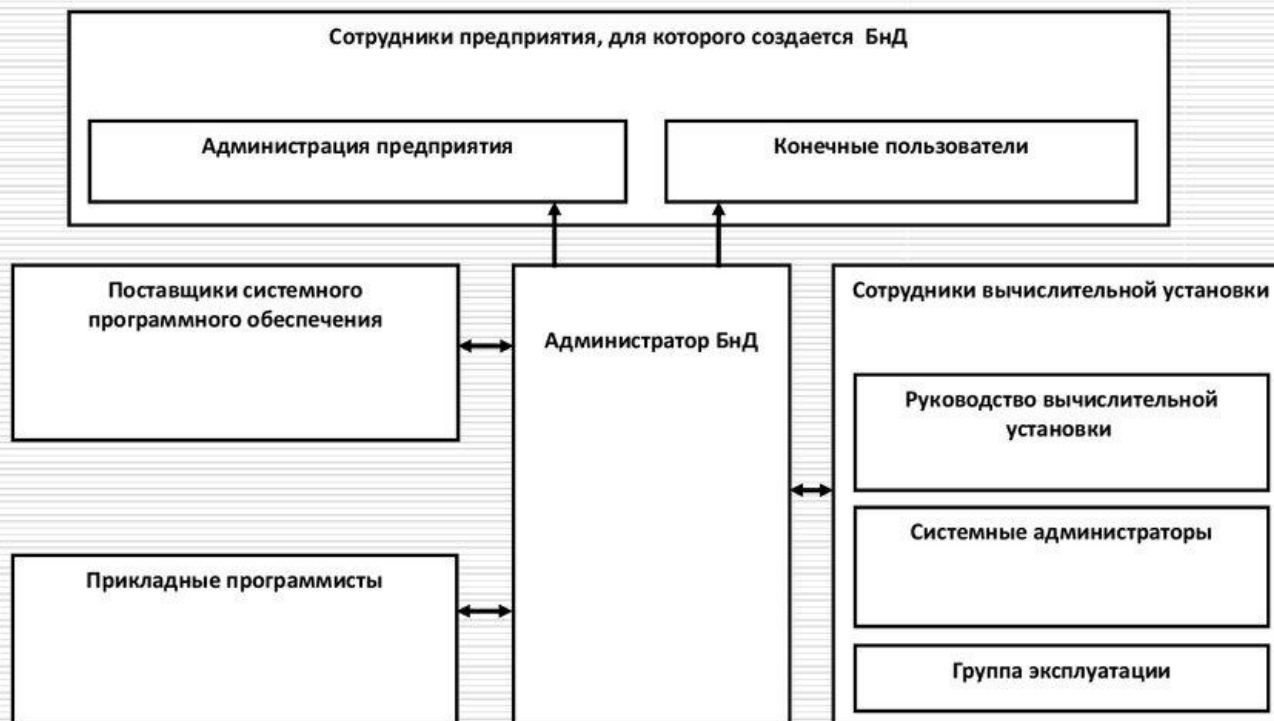 Сотрудники предприятия, для которого создается БнД
Администрация предприятия
Конечные пользователи
Поставщики системного
программного обеспечения
Администратор БнД
Сотрудники вычислительной установки
Руководство вычислительной
установки
Системные администраторы
Прикладные программисты
Группа эксплуатации